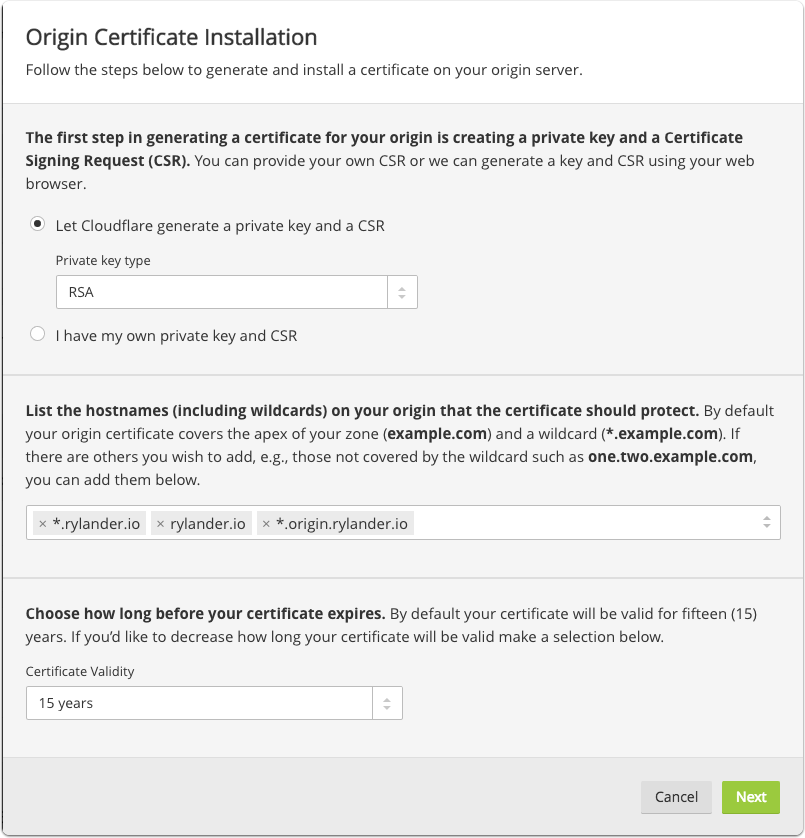 Origin Certificate Installation
Follow the steps below to generate and install a certificate on your origin server.
The first step in generating a certificate for your origin is creating a private key and a Certificate
Signing Request (CSR). You can provide your own CSR or we can generate a key and CSR using your web
browser.
Let Cloudflare generate a private key and a CSR
Private key type
RSA
I have my own private key and CSR
List the hostnames (including wildcards) on your origin that the certificate should protect. By default
your origin certificate covers the apex of your zone (example.com) and a wildcard (*.example.com). If
there are others you wish to add, e.g., those not covered by the wildcard such as one.two.example.com,
you can add them below.
× *.rylander.io × rylander.io × *.origin.rylander.io
Choose how long before your certificate expires. By default your certificate will be valid for fifteen (15)
years. If you'd like to decrease how long your certificate will be valid make a selection below.
Certificate Validity
15 years
Cancel Next